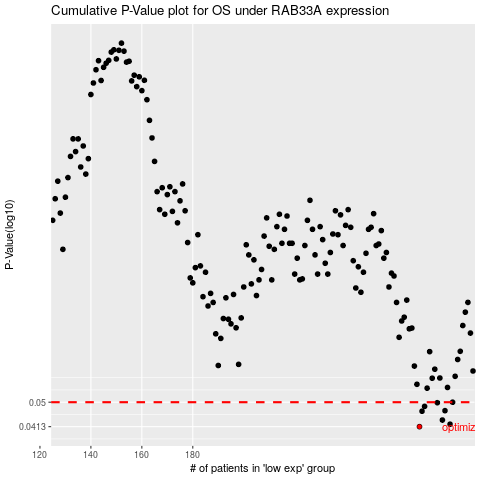 Cumulative P-Value plot for OS under RAB33A expression
P-Value(log10)
0.05
0.0413
optimiz
120 140 160 180
# of patients in 'low exp' group